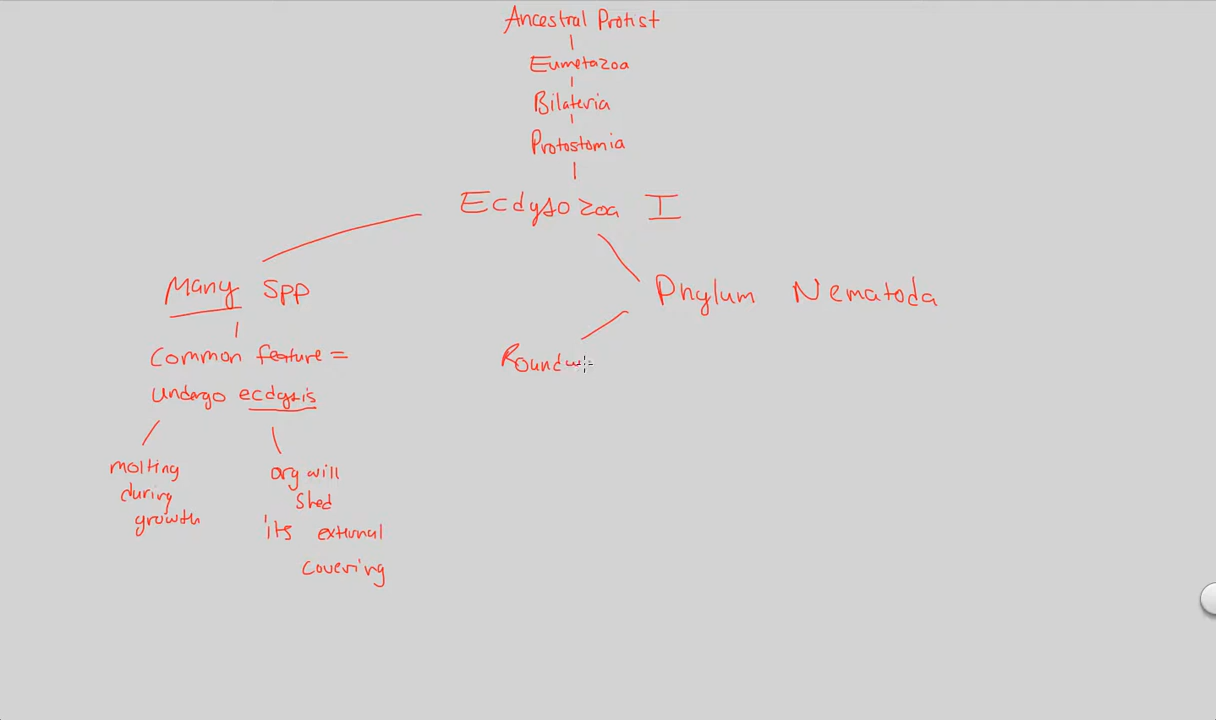 Ancestral Protist
Eumetazoa
Bilateria
Protostomia
Ecdysozoa I
Many Spp
Phylum Nematoda
Common feature =
undergo ecdysis
Roundw
molting
during
growth
org will
shed
its external
covering